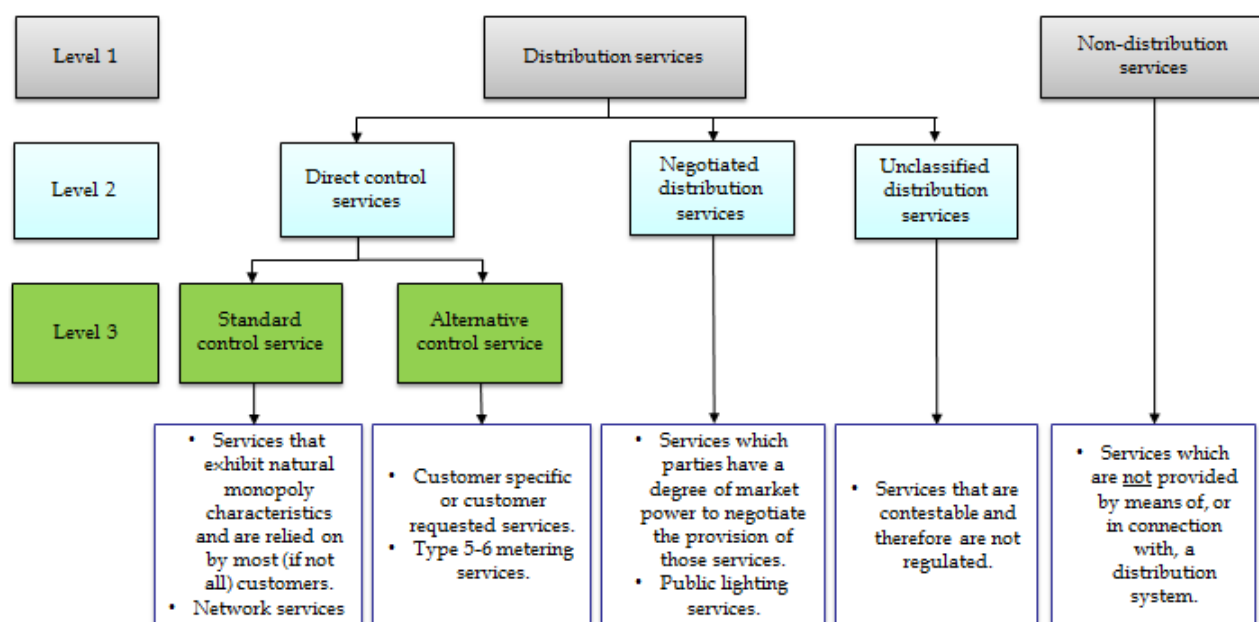 Level 1
Distribution services
Non-distribution
services
Level 2
Direct control
services
Negotiated
distribution
services
Unclassified
distribution
services
Level 3
Standard
control service
Alternative
control service
• Services that
exhibit natural
monopoly
characteristics
and are relied on
by most (if not
all) customers.
• Network services
• Customer specific
or customer
requested services.
• Type 5-6 metering
services.
• Services which
parties have a
degree of market
power to negotiate
the provision of
those services.
• Public lighting
services.
• Services that are
contestable and
therefore are not
regulated.
• Services which
are not provided
by means of, or
in connection
with, a
distribution
system.